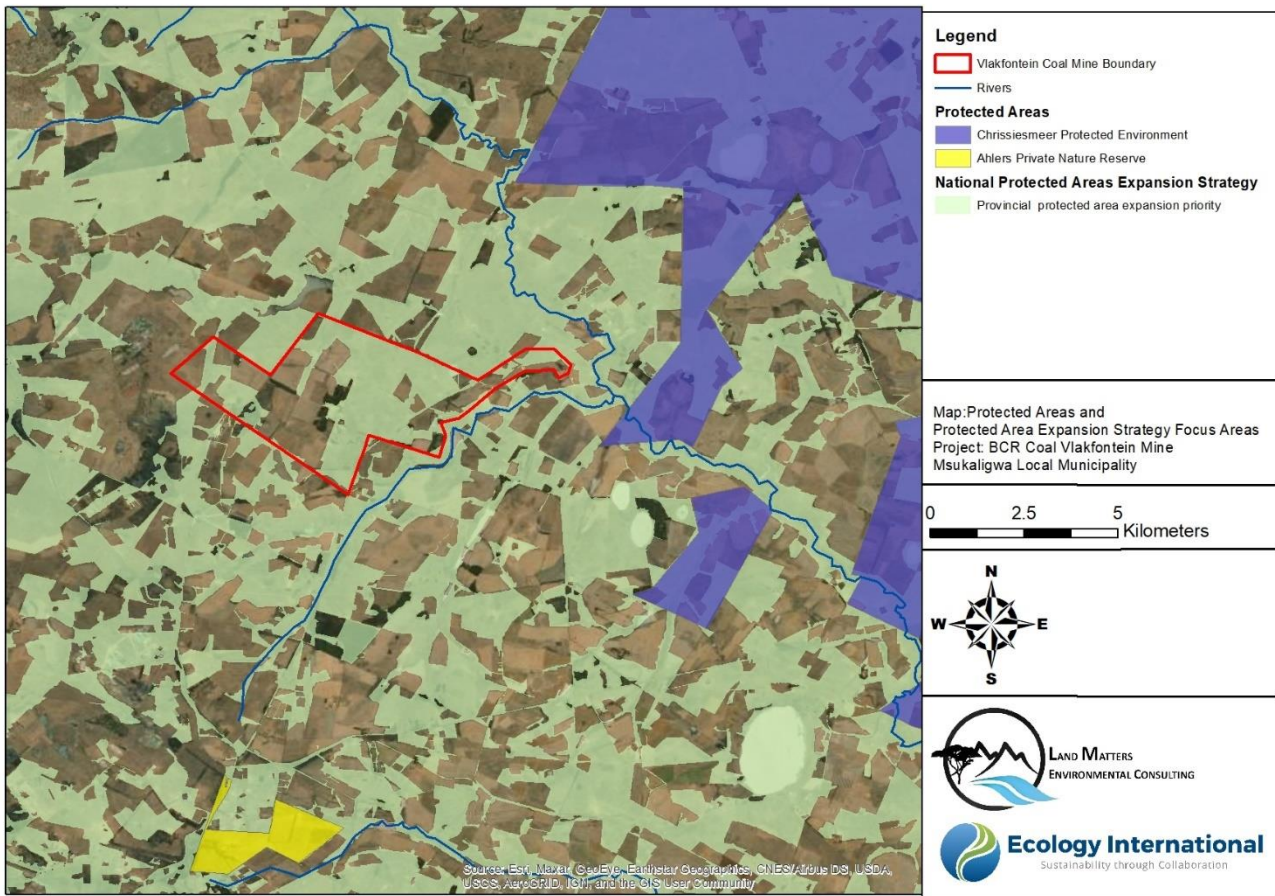 Legend
Vlakfontein Coal Mine Boundary
Rivers
Protected Areas
Chrissiesmeer Protected Environment
Ahlers Private Nature Reserve
National Protected Areas Expansion Strategy
Provincial protected area expansion priority
Map:Protected Areas and
Protected Area Expansion Strategy Focus Areas
Project: BCR Coal Vlakfontein Mine
Msukaligwa Local Municipality
0 2.5 5
Kilometers
N
W E
S
LAND MATTERS
ENVIRONMENTAL CONSULTING
Ecology International
Sustainability through Collaboration
Source: Esri, Maxar, GeoEye, Earthstar Geographics, CNES/Airbus DS, USDA,
USGS, AeroGRID, IGN, and the GIS User Community